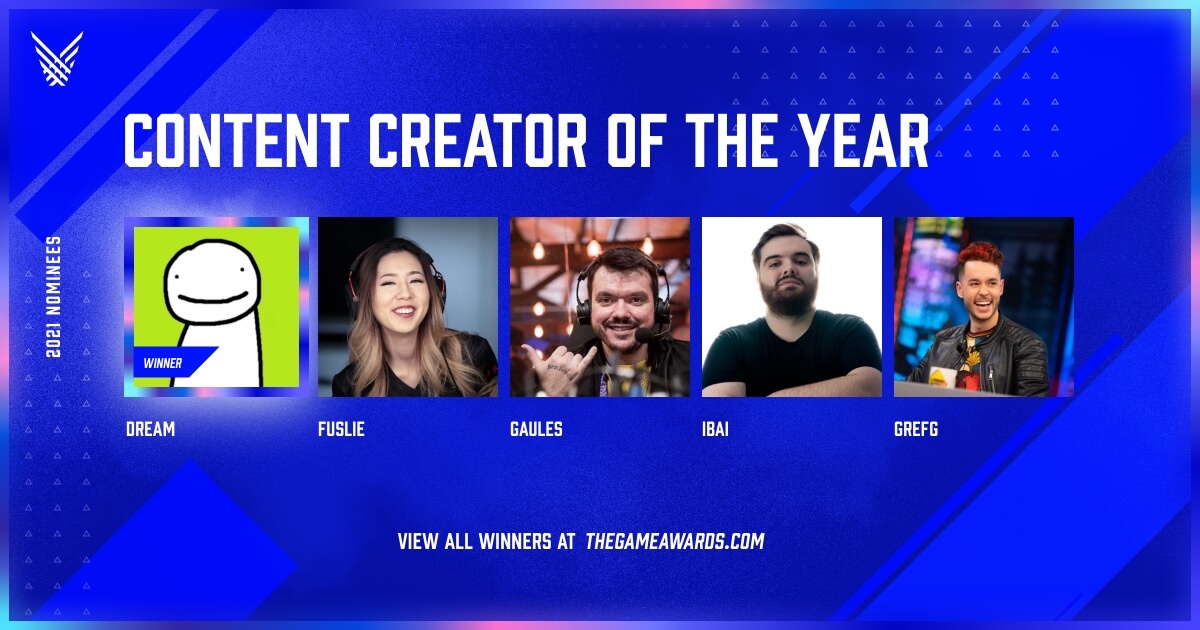 CONTENT CREATOR OF THE YEAR
2021 NOMINEES
WINNER
DREAM
FUSLIE
GAULES
IBAI
GREFG
VIEW ALL WINNERS AT THEGAMEAWARDS.COM